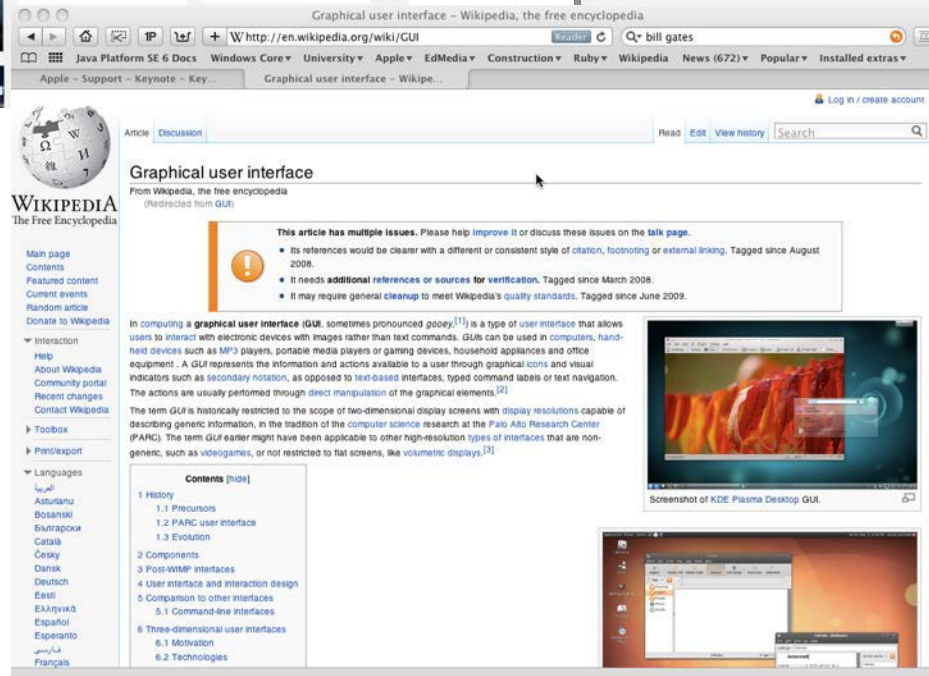 Graphical user interface – Wikipedia, the free encyclopedia
1P + W http://en.wikipedia.org/wiki/GUI Reader bill gates
Java Platform SE 6 Docs Windows Core University Apple EdMedia Construction Ruby Wikipedia News (672) Popular Installed extras
Apple – Support – Keynote – Key... Graphical user interface – Wikipe...
Log in / create account
Article Discussion Read Edit View history Search
Graphical user interface
From Wikipedia, the free encyclopedia
(Redirected from GUI)
WIKIPEDIA
The Free Encyclopedia
Main page
Contents
Featured content
Current events
Random article
Donate to Wikipedia
Interaction
Help
About Wikipedia
Community portal
Recent changes
Contact Wikipedia
Toolbox
Print/export
Languages
العربية
Asturianu
Bosanski
Български
Català
Česky
Dansk
Deutsch
Eesti
Ελληνικά
Español
Esperanto
فارسی
Français
This article has multiple issues. Please help improve it or discuss these issues on the talk page.
Its references would be clearer with a different or consistent style of citation, footnoting or external linking. Tagged since August
2008.
It needs additional references or sources for verification. Tagged since March 2008.
It may require general cleanup to meet Wikipedia's quality standards. Tagged since June 2009.
In computing a graphical user interface (GUI, sometimes pronounced gooey,[1]) is a type of user interface that allows
users to interact with electronic devices with images rather than text commands. GUIs can be used in computers, hand-
held devices such as MP3 players, portable media players or gaming devices, household appliances and office
equipment . A GUI represents the information and actions available to a user through graphical icons and visual
indicators such as secondary notation, as opposed to text-based interfaces, typed command labels or text navigation.
The actions are usually performed through direct manipulation of the graphical elements.[2]
The term GUI is historically restricted to the scope of two-dimensional display screens with display resolutions capable of
describing generic information, in the tradition of the computer science research at the Palo Alto Research Center
(PARC). The term GUI earlier might have been applicable to other high-resolution types of interfaces that are non-
generic, such as videogames, or not restricted to flat screens, like volumetric displays.[3]
Contents [hide]
1 History
1.1 Precursors
1.2 PARC user interface
1.3 Evolution
2 Components
3 Post-WIMP interfaces
4 User interface and interaction design
5 Comparison to other interfaces
5.1 Command-line interfaces
6 Three-dimensional user interfaces
6.1 Motivation
6.2 Technologies
Screenshot of KDE Plasma Desktop GUI.